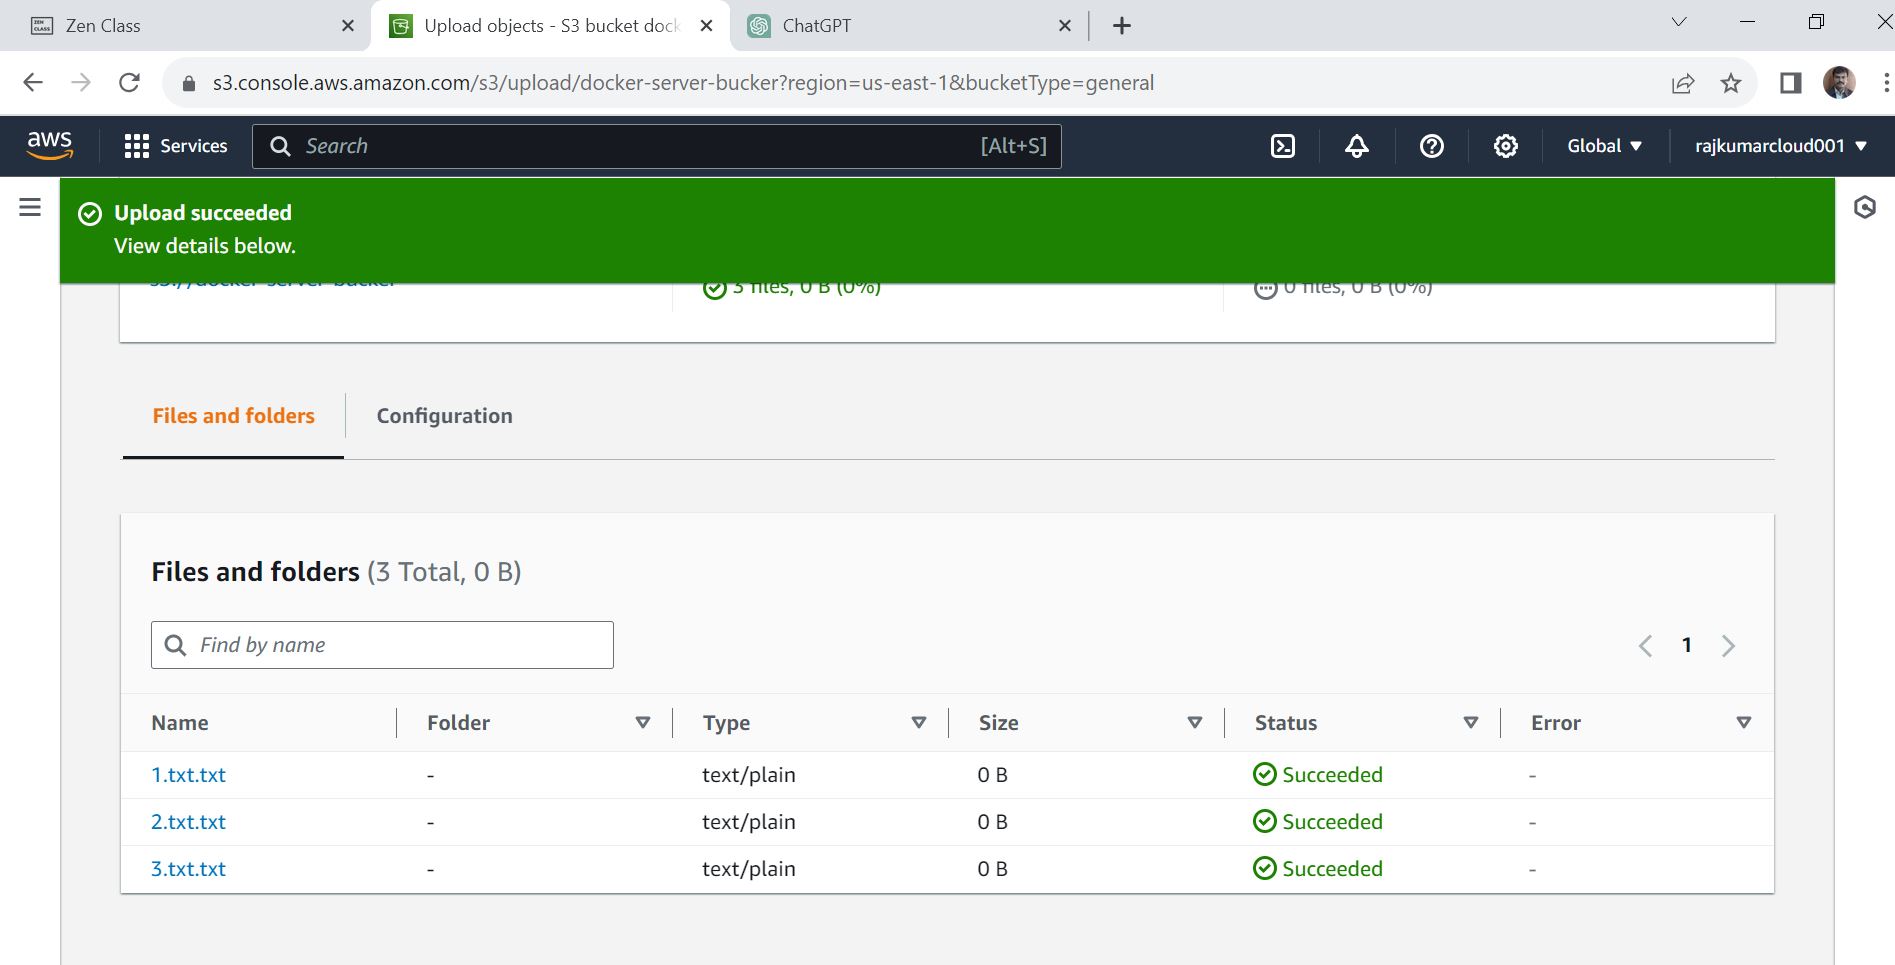 Zen Class
Upload objects - S3 bucket dock
ChatGPT
s3.console.aws.amazon.com/s3/upload/docker-server-bucker?region=us-east-1&bucketType=general
aws
Services
Search
[Alt+S]
Global
rajkumarcloud001
Upload succeeded
View details below.
s3://docker-server-bucker
3 files, 0 B (0%)
0 files, 0 B (0%)
Files and folders
Configuration
Files and folders (3 Total, 0 B)
Find by name
1
Name Folder Type Size Status Error
1.txt.txt - text/plain 0 B Succeeded -
2.txt.txt - text/plain 0 B Succeeded -
3.txt.txt - text/plain 0 B Succeeded -